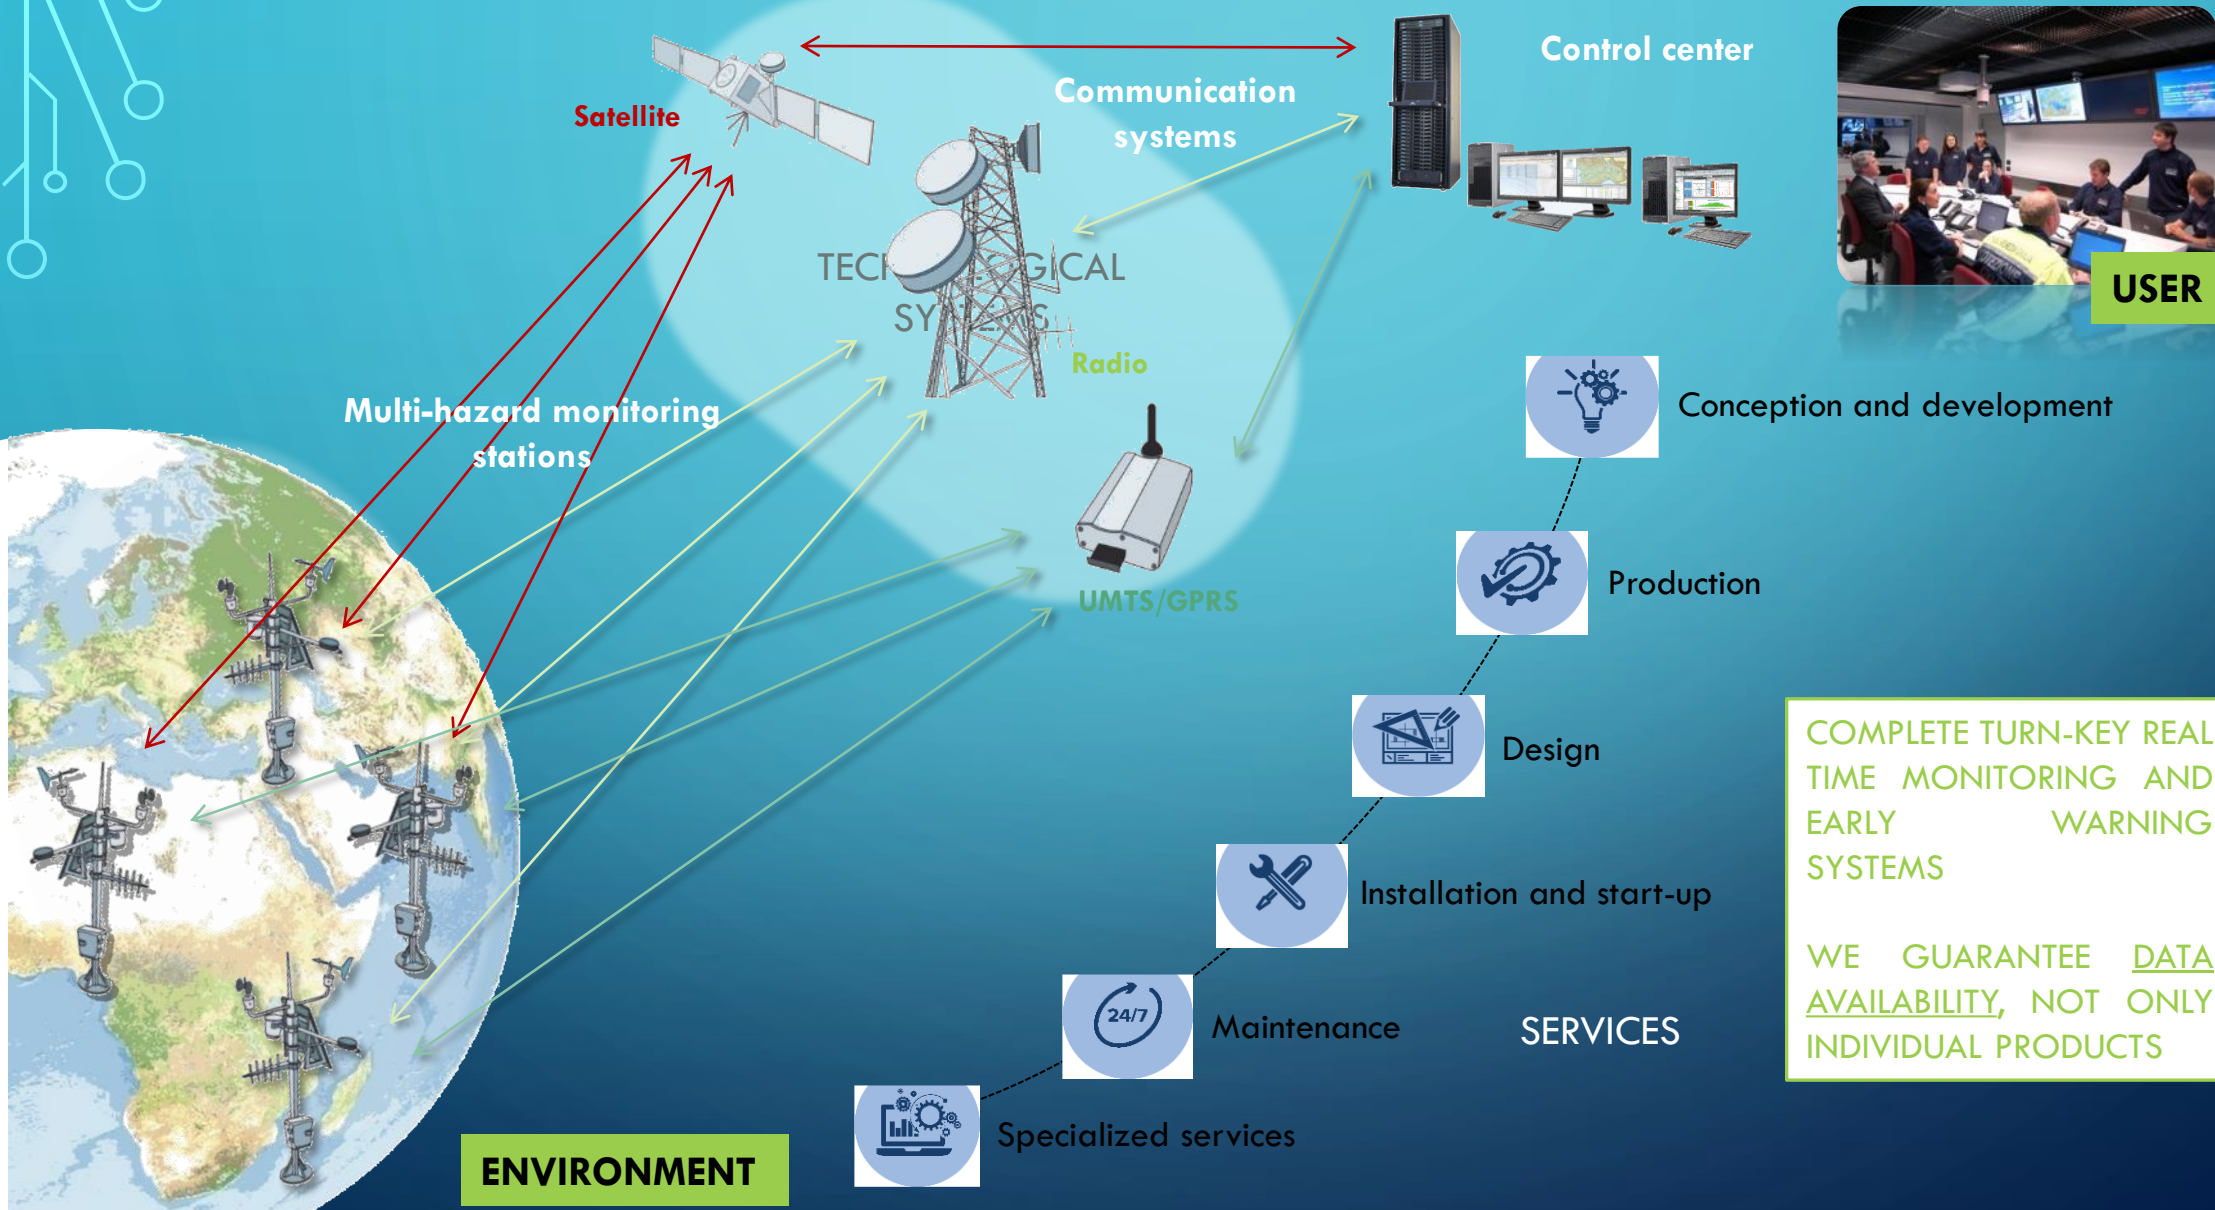 Control center
Communication
systems
Satellite
USER
TECHNOLOGICAL
SYSTEMS
Radio
Multi-hazard monitoring
stations
UMTS/GPRS
Conception and development
Production
Design
Installation and start-up
24/7
Maintenance
SERVICES
Specialized services
ENVIRONMENT
COMPLETE TURN-KEY REAL
TIME MONITORING AND
EARLY WARNING
SYSTEMS
WE GUARANTEE DATA
AVAILABILITY, NOT ONLY
INDIVIDUAL PRODUCTS